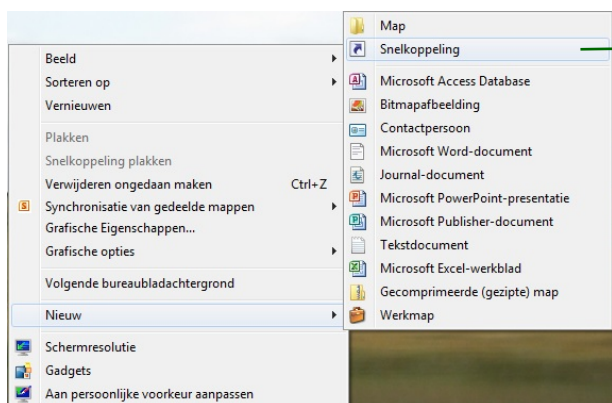 Beeld
Sorteren op
Vernieuwen
Plakken
Snelkoppeling plakken
Verwijderen ongedaan maken Ctrl+Z
Synchronisatie van gedeelde mappen
Grafische Eigenschappen...
Grafische opties
Volgende bureaubladachtergrond
Nieuw
Schermresolutie
Gadgets
Aan persoonlijke voorkeur aanpassen
Map
Snelkoppeling
Microsoft Access Database
Bitmapafbeelding
Contactpersoon
Microsoft Word-document
Journal-document
Microsoft PowerPoint-presentatie
Microsoft Publisher-document
Tekstdocument
Microsoft Excel-werkblad
Gecomprimeerde (gezipte) map
Werkmap